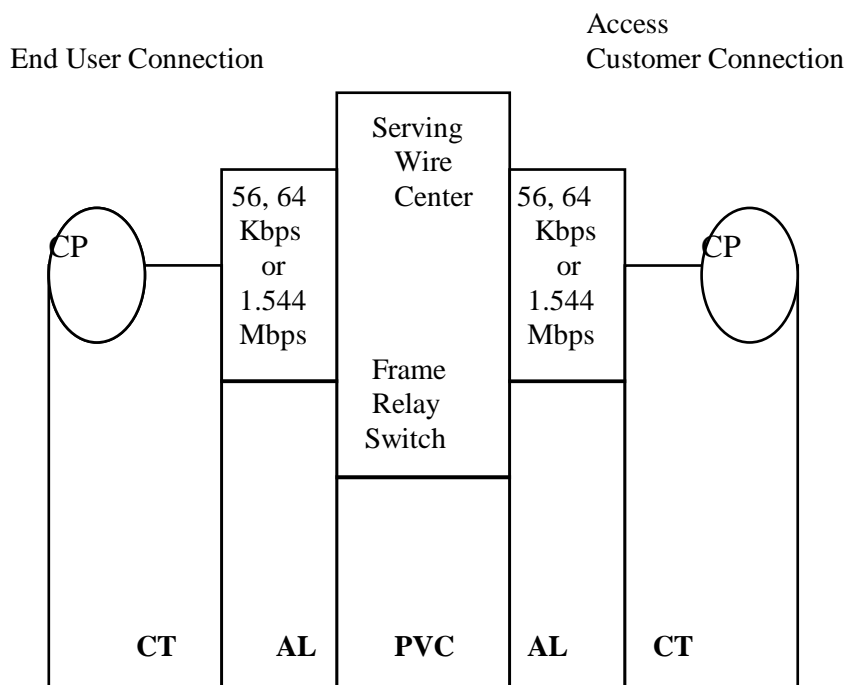 Access
End User Connection
Customer Connection
Serving
Wire
Center
56, 64
Kbps
or
1.544
Mbps
56, 64
Kbps
or
1.544
Mbps
CP
CP
Frame
Relay
Switch
CT AL PVC AL CT